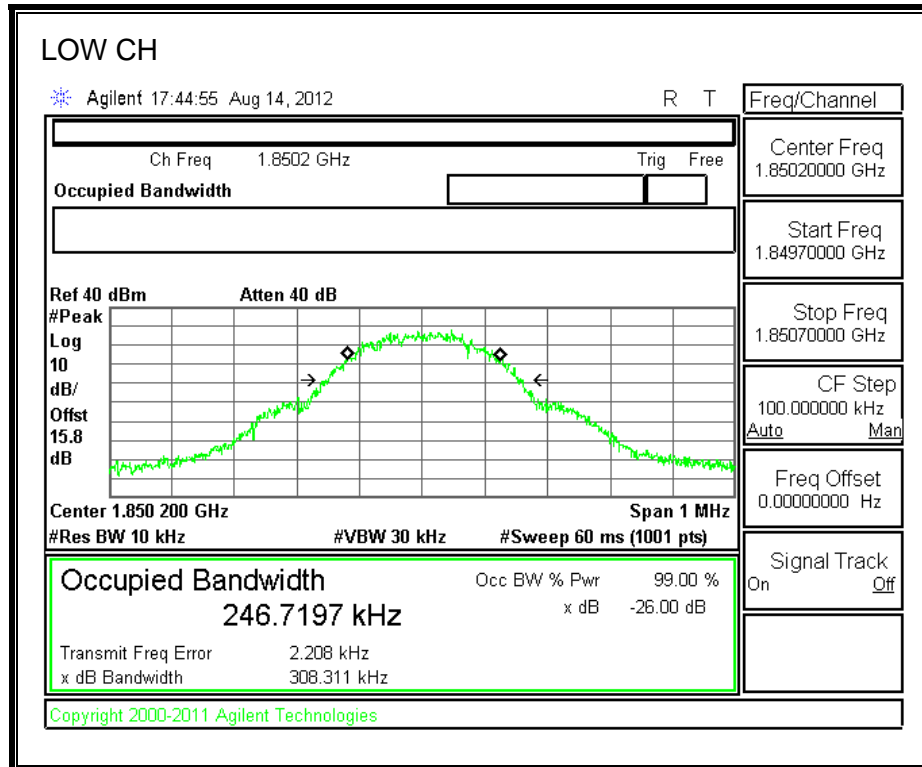 LOW CH
Agilent 17:44:55 Aug 14, 2012 R T
Ch Freq 1.8502 GHz Trig Free
Occupied Bandwidth
Ref 40 dBm Atten 40 dB
#Peak
Log
10
dB/
Offst
15.8
dB
Center 1.850 200 GHz Span 1 MHz
#Res BW 10 kHz #VBW 30 kHz #Sweep 60 ms (1001 pts)
Occupied Bandwidth
246.7197 kHz
Occ BW % Pwr 99.00 %
x dB -26.00 dB
Transmit Freq Error 2.208 kHz
x dB Bandwidth 308.311 kHz
Copyright 2000-2011 Agilent Technologies
Freq/Channel
Center Freq
1.85020000 GHz
Start Freq
1.84970000 GHz
Stop Freq
1.85070000 GHz
CF Step
100.000000 kHz
Auto Man
Freq Offset
0.00000000 Hz
Signal Track
On Off